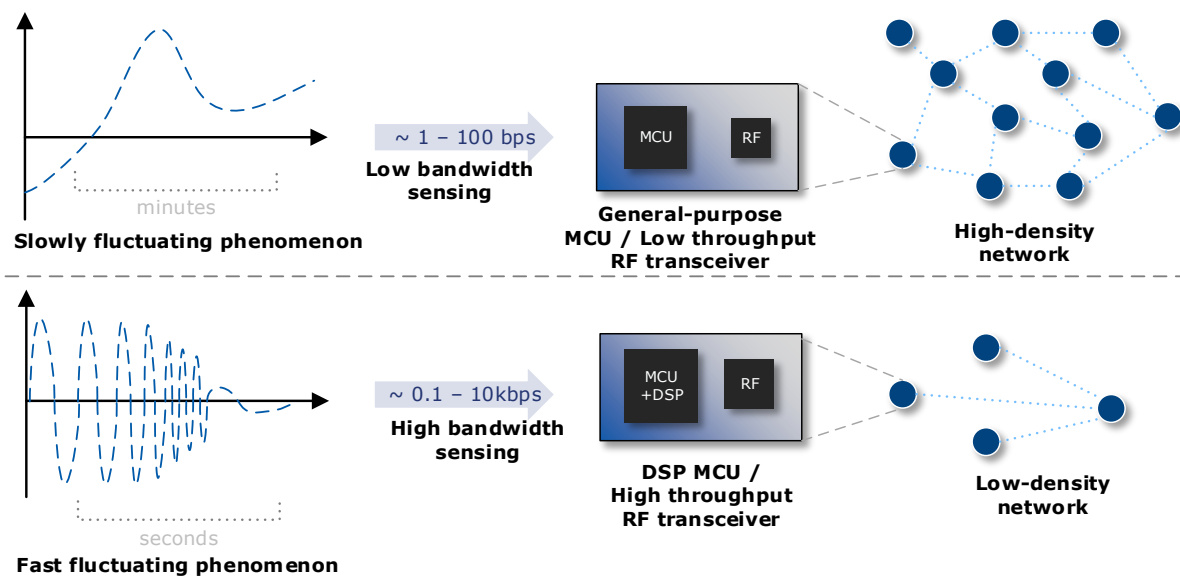 minutes
Slowly fluctuating phenomenon
~ 1 – 100 bps
Low bandwidth
sensing
MCU
RF
General-purpose
MCU / Low throughput
RF transceiver
High-density
network
seconds
Fast fluctuating phenomenon
~ 0.1 – 10kbps
High bandwidth
sensing
MCU
+DSP
RF
DSP MCU /
High throughput
RF transceiver
Low-density
network